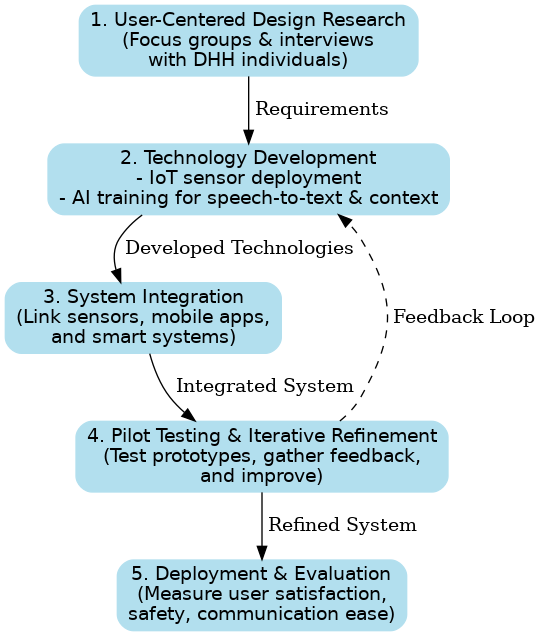 1. User-Centered Design Research
(Focus groups & interviews
with DHH individuals)
Requirements
2. Technology Development
- IoT sensor deployment
- AI training for speech-to-text & context
Developed Technologies
3. System Integration
(Link sensors, mobile apps,
and smart systems)
Feedback Loop
Integrated System
4. Pilot Testing & Iterative Refinement
(Test prototypes, gather feedback,
and improve)
Refined System
5. Deployment & Evaluation
(Measure user satisfaction,
safety, communication ease)